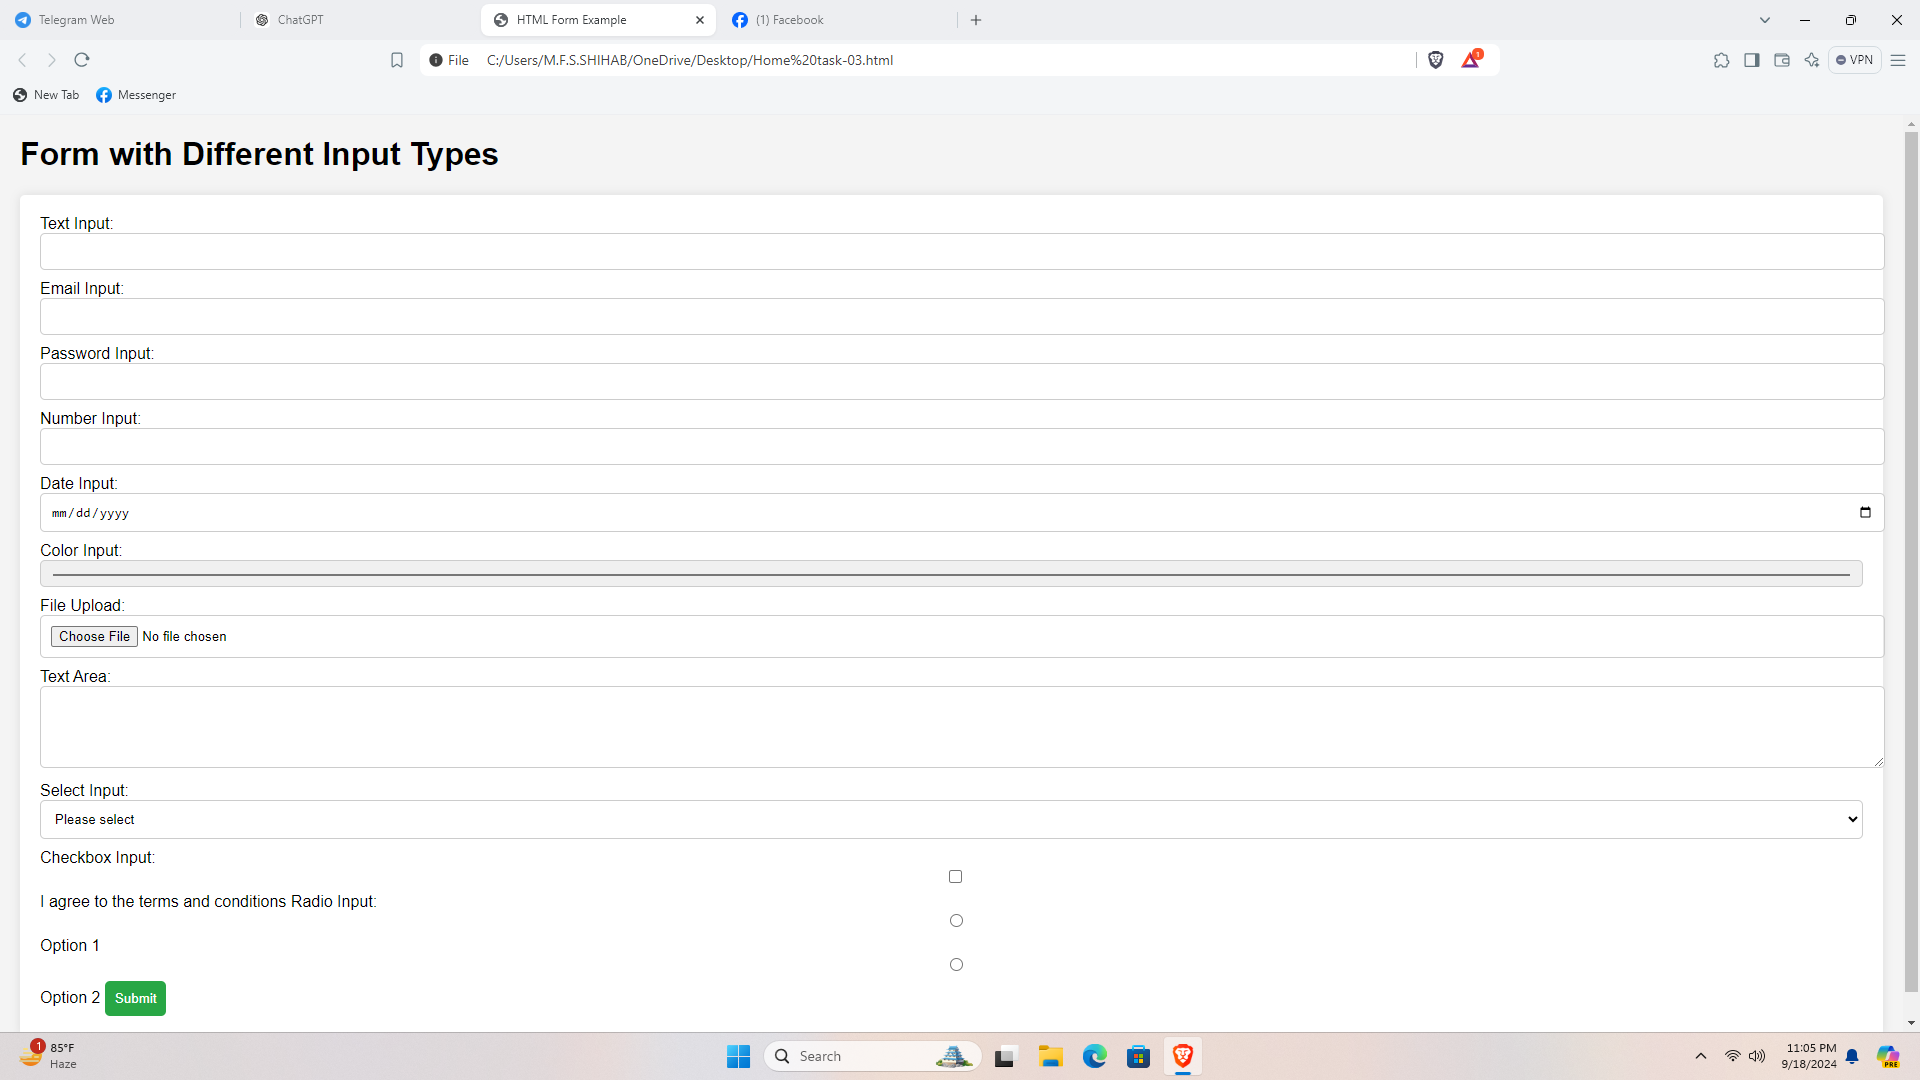 Telegram Web
ChatGPT
HTML Form Example
(1) Facebook
File C:/Users/M.F.S.SHIHAB/OneDrive/Desktop/Home%20task-03.html
1
VPN
New Tab
Messenger
Form with Different Input Types
Text Input:
Email Input:
Password Input:
Number Input:
Date Input:
mm/dd/yyyy
Color Input:
File Upload:
Choose File No file chosen
Text Area:
Select Input:
Please select
Checkbox Input:
I agree to the terms and conditions Radio Input:
Option 1
Option 2 Submit
1
85°F
Haze
Search
11:05 PM
9/18/2024
PRE